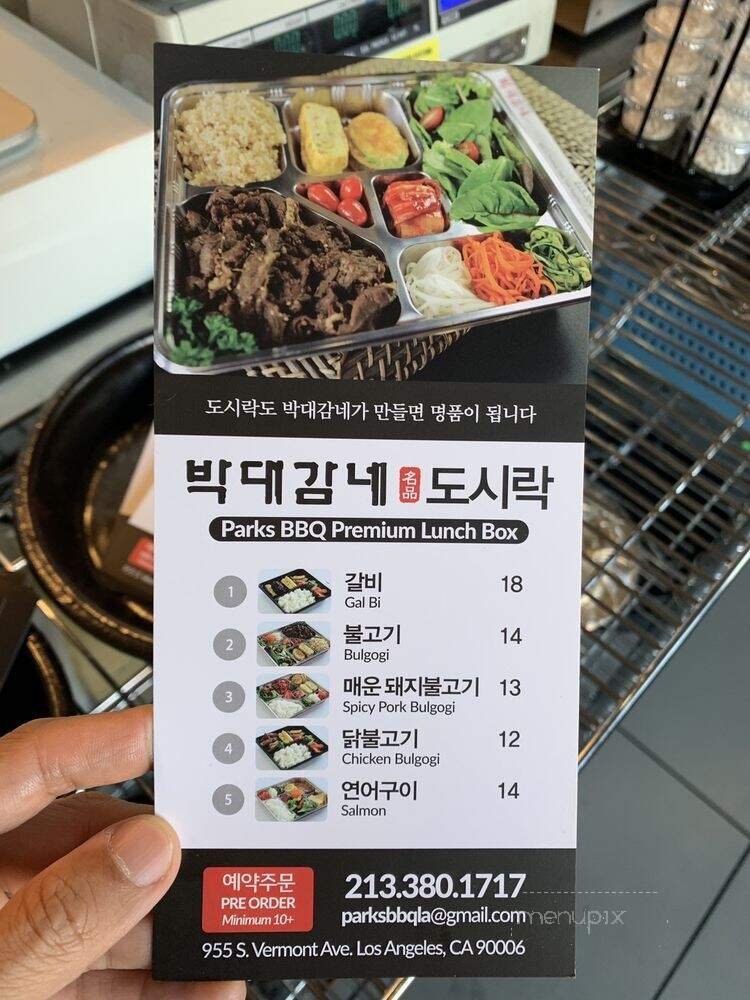 도시락도 박대감네가 만들면 명품이 됩니다
박대감네 名品 도시락
Parks BBQ Premium Lunch Box
1 갈비 18
Gal Bi
2 불고기 14
Bulgogi
3 매운 돼지불고기 13
Spicy Pork Bulgogi
4 닭불고기 12
Chicken Bulgogi
5 연어구이 14
Salmon
예약주문
PRE ORDER
Minimum 10+
213.380.1717
parksbbqla@gmail.com
955 S. Vermont Ave. Los Angeles, CA 90006
menupix